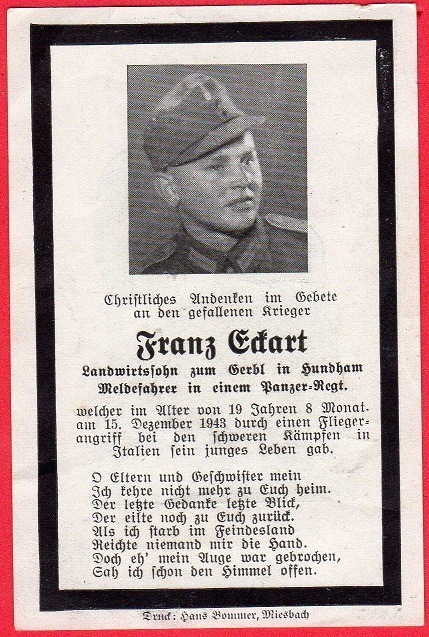 Christliches Andenken im Gebete
an den gefallenen Krieger
Franz Eckart
Landwirtssohn zum Gerbl in Hundham
Meldefahrer in einem Panzer-Regt.
welcher im Alter von 19 Jahren 8 Monat.
am 15. Dezember 1943 durch einen Flieger-
angriff bei den schweren Kämpfen in
Italien sein junges Leben gab.
O Eltern und Geschwister mein
Ich kehre nicht mehr zu Euch heim.
Der letzte Gedanke letzte Blick,
Der eilte noch zu Euch zurück.
Als ich starb im Feindesland
Reichte niemand mir die Hand.
Doch eh' mein Auge war gebrochen,
Sah ich schon den Himmel offen.
Druck: Hans Bommer, Miesbach